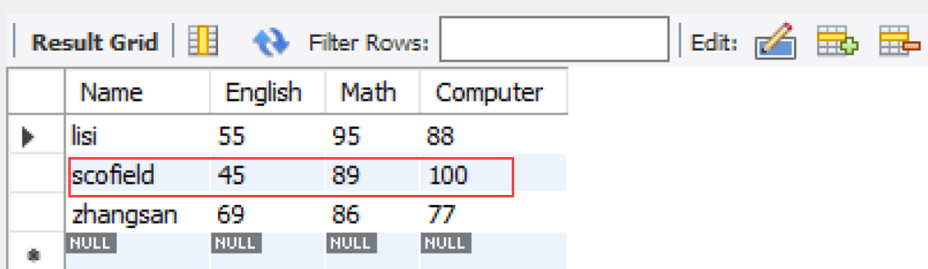 Result Grid Filter Rows: Edit:
Name English Math Computer
lisi 55 95 88
scofield 45 89 100
zhangsan 69 86 77
NULL NULL NULL NULL